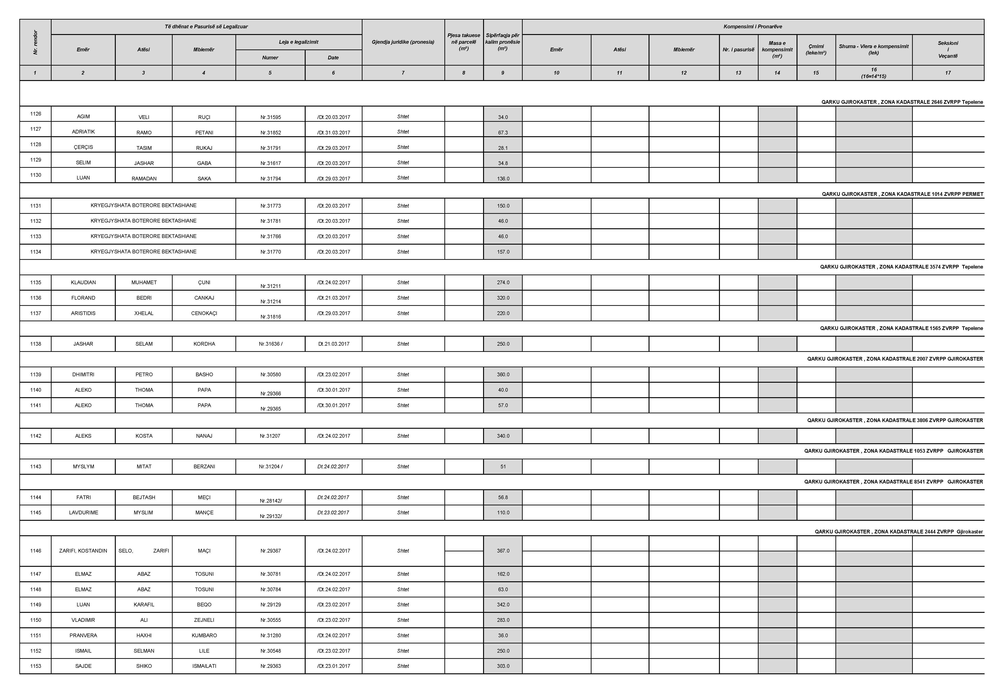 Nr. rendor
Të dhënat e Pasurisë së Legalizuar
Gjendja juridike (pronesia)
Pjesa takuese në parcelë (m²)
Sipërfaqja për kalim pronësie (m²)
Kompensimi i Pronarëve
Emër Atësi Mbiemër Leja e legalizimit
Numer Date
Emër Atësi Mbiemër Nr. i pasurisë Masa e kompensimit (m²) Çmimi (leke/m²) Shuma - Vlera e kompensimit (lek) Seksioni i Veçantë
1 2 3 4 5 6 7 8 9 10 11 12 13 14 15 16 (16=14*15) 17
QARKU GJIROKASTER , ZONA KADASTRALE 2646 ZVRPP Tepelene
1126 AGIM VELI RUÇI Nr.31595 /Dt.20.03.2017 Shtet 34.0
1127 ADRIATIK RAMO PETANI Nr.31852 /Dt.31.03.2017 Shtet 67.3
1128 ÇERÇIS TASIM RUKAJ Nr.31791 /Dt.29.03.2017 Shtet 28.1
1129 SELIM JASHAR GABA Nr.31617 /Dt.20.03.2017 Shtet 34.8
1130 LUAN RAMADAN SAKA Nr.31794 /Dt.29.03.2017 Shtet 136.0
QARKU GJIROKASTER , ZONA KADASTRALE 1014 ZVRPP PERMET
1131 KRYEGJYSHATA BOTERORE BEKTASHIANE Nr.31773 /Dt.20.03.2017 Shtet 150.0
1132 KRYEGJYSHATA BOTERORE BEKTASHIANE Nr.31781 /Dt.20.03.2017 Shtet 46.0
1133 KRYEGJYSHATA BOTERORE BEKTASHIANE Nr.31766 /Dt.20.03.2017 Shtet 46.0
1134 KRYEGJYSHATA BOTERORE BEKTASHIANE Nr.31770 /Dt.20.03.2017 Shtet 157.0
QARKU GJIROKASTER , ZONA KADASTRALE 3574 ZVRPP Tepelene
1135 KLAUDIAN MUHAMET ÇUNI Nr.31211 /Dt.24.02.2017 Shtet 274.0
1136 FLORAND BEDRI CANKAJ Nr.31214 /Dt.21.03.2017 Shtet 320.0
1137 ARISTIDIS XHELAL CENOKAÇI Nr.31816 /Dt.29.03.2017 Shtet 220.0
QARKU GJIROKASTER , ZONA KADASTRALE 1565 ZVRPP Tepelene
1138 JASHAR SELAM KORDHA Nr.31636 / Dt.21.03.2017 Shtet 250.0
QARKU GJIROKASTER , ZONA KADASTRALE 2007 ZVRPP GJIROKASTER
1139 DHIMITRI PETRO BASHO Nr.30580 /Dt.23.02.2017 Shtet 360.0
1140 ALEKO THOMA PAPA Nr.29366 /Dt.30.01.2017 Shtet 40.0
1141 ALEKO THOMA PAPA Nr.29365 /Dt.30.01.2017 Shtet 57.0
QARKU GJIROKASTER , ZONA KADASTRALE 3806 ZVRPP GJIROKASTER
1142 ALEKS KOSTA NANAJ Nr.31207 /Dt.24.02.2017 Shtet 340.0
QARKU GJIROKASTER , ZONA KADASTRALE 1053 ZVRPP GJIROKASTER
1143 MYSLYM MITAT BERZANI Nr.31204 / Dt.24.02.2017 Shtet 51
QARKU GJIROKASTER , ZONA KADASTRALE 8541 ZVRPP GJIROKASTER
1144 FATRI BEJTASH MEÇI Nr.28142/ Dt.24.02.2017 Shtet 56.8
1145 LAVDURIME MYSLIM MANÇE Nr.29132/ Dt.23.02.2017 Shtet 110.0
QARKU GJIROKASTER , ZONA KADASTRALE 2444 ZVRPP Gjirokaster
1146 ZARIFI, KOSTANDIN SELO, ZARIFI MAÇI Nr.29367 /Dt.24.02.2017 Shtet 367.0
1147 ELMAZ ABAZ TOSUNI Nr.30781 /Dt.24.02.2017 Shtet 162.0
1148 ELMAZ ABAZ TOSUNI Nr.30784 /Dt.24.02.2017 Shtet 63.0
1149 LUAN KARAFIL BEQO Nr.29129 /Dt.23.02.2017 Shtet 342.0
1150 VLADIMIR ALI ZEJNELI Nr.30555 /Dt.23.02.2017 Shtet 283.0
1151 PRANVERA HAXHI KUMBARO Nr.31280 /Dt.24.02.2017 Shtet 36.0
1152 ISMAIL SELMAN LILE Nr.30548 /Dt.23.02.2017 Shtet 250.0
1153 SAJDE SHIKO ISMAILATI Nr.29363 /Dt.23.01.2017 Shtet 303.0